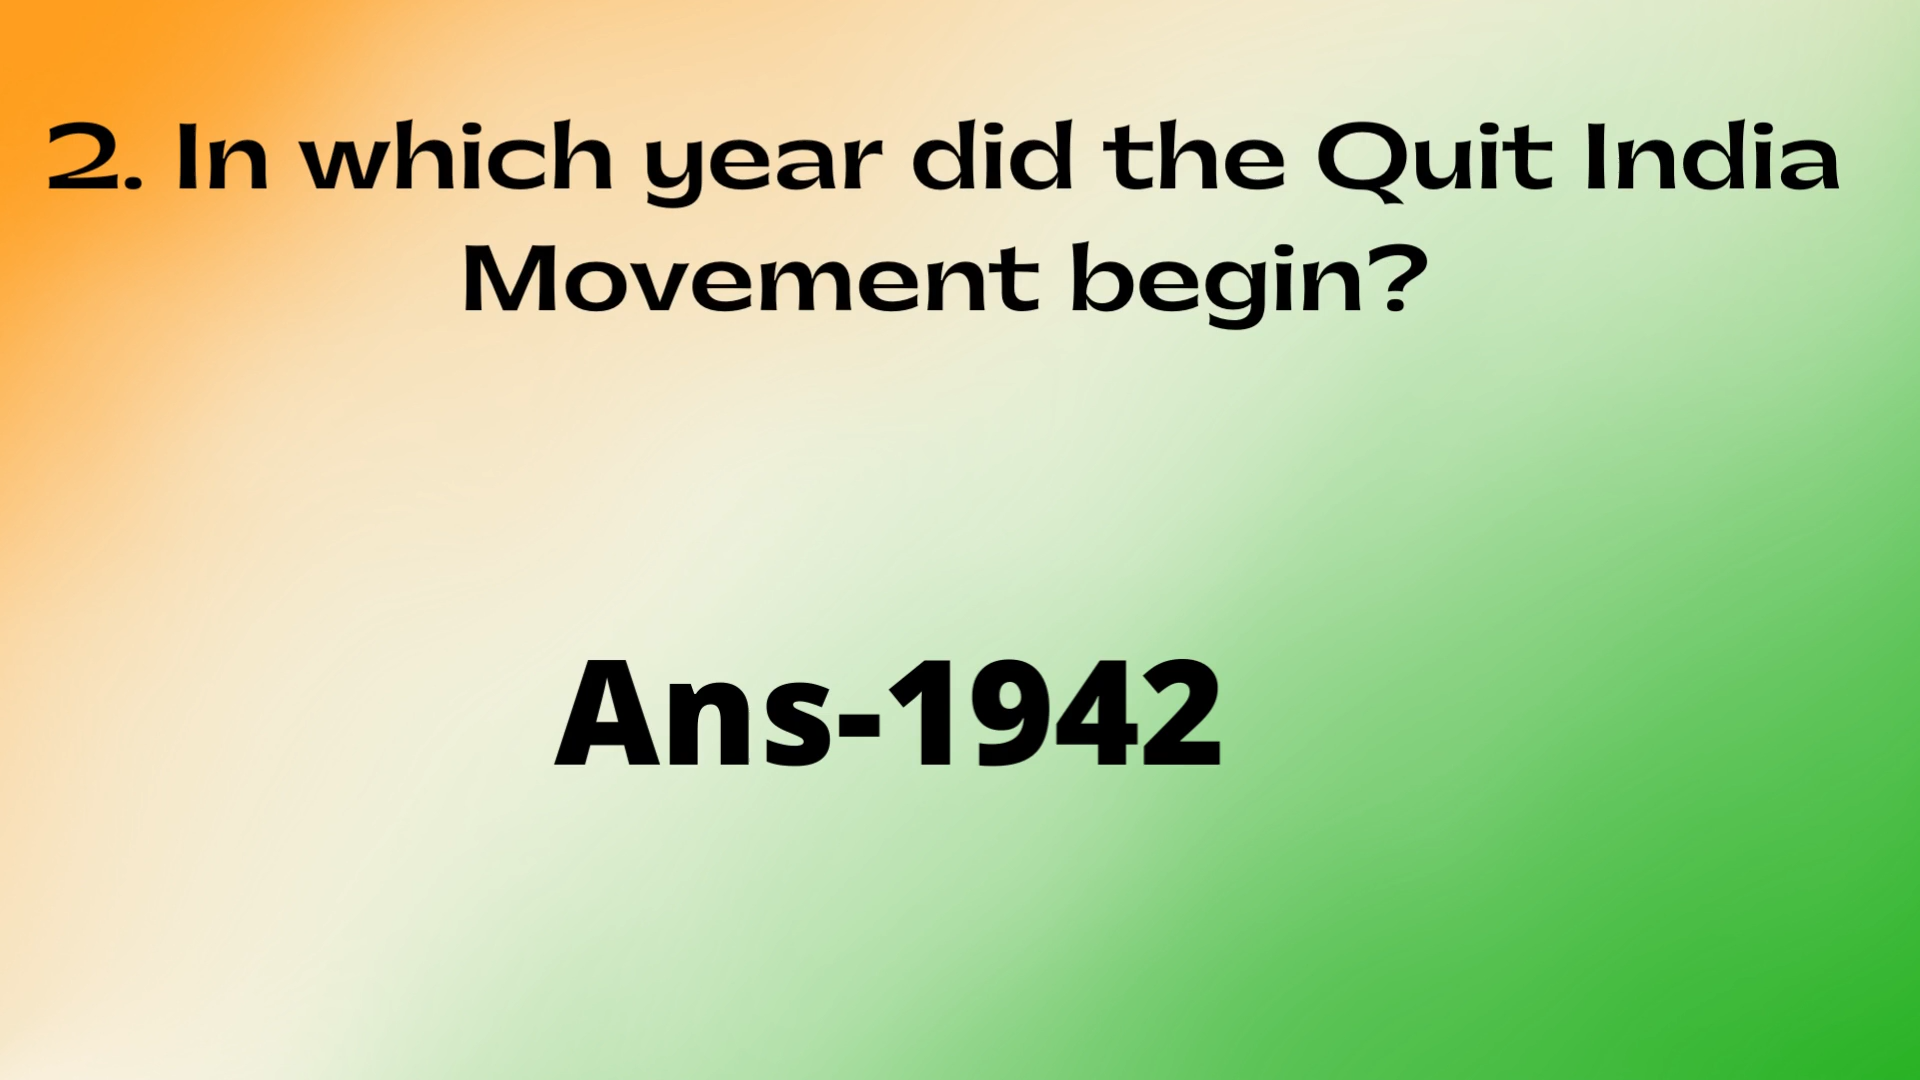 2. In which year did the Quit India
Movement begin?
Ans-1942